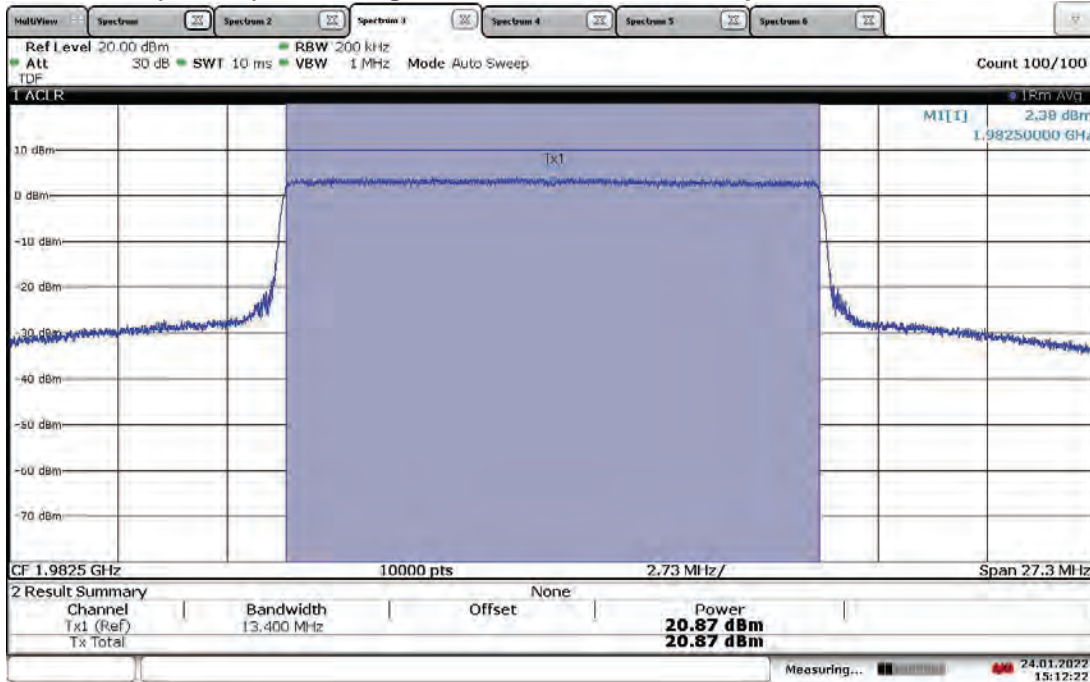 MultiView Spectrum Spectrum 2 Spectrum 3 Spectrum 4 Spectrum 5 Spectrum 6
Ref Level 20.00 dBm RBW 200 kHz
Att 30 dB SWT 10 ms VBW 1 MHz Mode Auto Sweep Count 100/100
TDF
1 ACLR 1Rm Avg
M1[1] 2.38 dBm
1.98250000 GHz
10 dBm
Tx1
0 dBm
-10 dBm
-20 dBm
-30 dBm
-40 dBm
-50 dBm
-60 dBm
-70 dBm
CF 1.9825 GHz 10000 pts 2.73 MHz/ Span 27.3 MHz
2 Result Summary None
Channel Bandwidth Offset Power
Tx1 (Ref) 13.400 MHz 20.87 dBm
Tx Total 20.87 dBm
Measuring... 24.01.2022
15:12:22